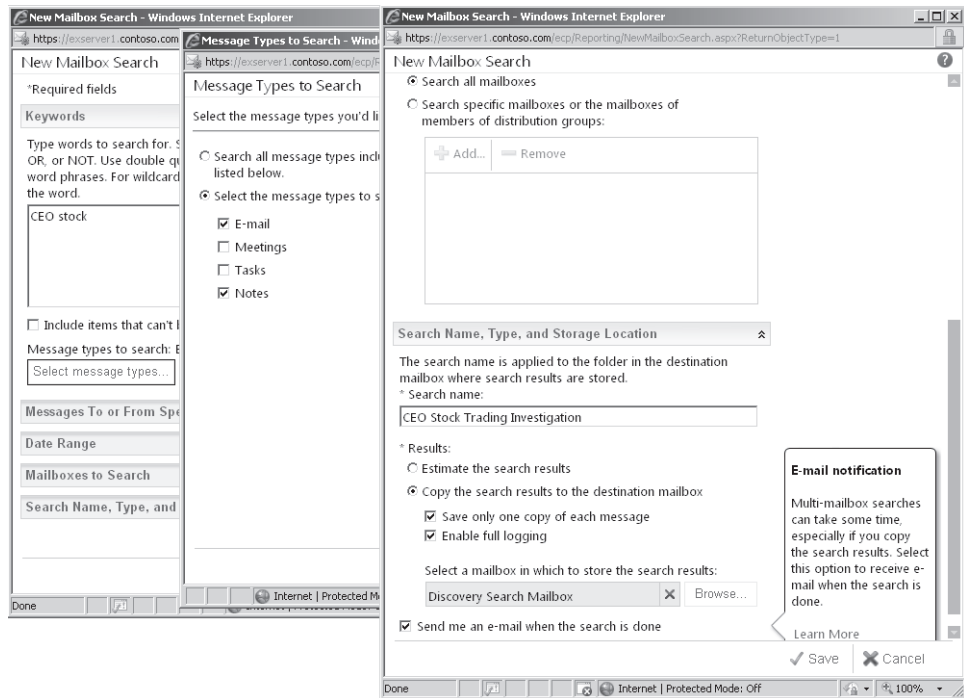 New Mailbox Search - Windows Internet Explorer
https://exserver1.contoso.com
New Mailbox Search
*Required fields
Keywords
Type words to search for. S
OR, or NOT. Use double qu
word phrases. For wildcard
the word.
CEO stock
Include items that can't b
Message types to search: E
Select message types...
Messages To or From Spe
Date Range
Mailboxes to Search
Search Name, Type, and
Done
Message Types to Search - Wind
https://exserver1.contoso.com/ecp/R
Message Types to Search
Select the message types you'd li
Search all message types inclu
listed below.
Select the message types to s
E-mail
Meetings
Tasks
Notes
Internet | Protected M
New Mailbox Search - Windows Internet Explorer
https://exserver1.contoso.com/ecp/Reporting/NewMailboxSearch.aspx?ReturnObjectType=1
New Mailbox Search
Search all mailboxes
Search specific mailboxes or the mailboxes of
members of distribution groups:
Add...
Remove
Search Name, Type, and Storage Location
The search name is applied to the folder in the destination
mailbox where search results are stored.
* Search name:
CEO Stock Trading Investigation
* Results:
Estimate the search results
Copy the search results to the destination mailbox
Save only one copy of each message
Enable full logging
Select a mailbox in which to store the search results:
Discovery Search Mailbox
Browse...
Send me an e-mail when the search is done
E-mail notification
Multi-mailbox searches
can take some time,
especially if you copy
the search results. Select
this option to receive e-
mail when the search is
done.
Learn More
Save
Cancel
Done
Internet | Protected Mode: Off
100%